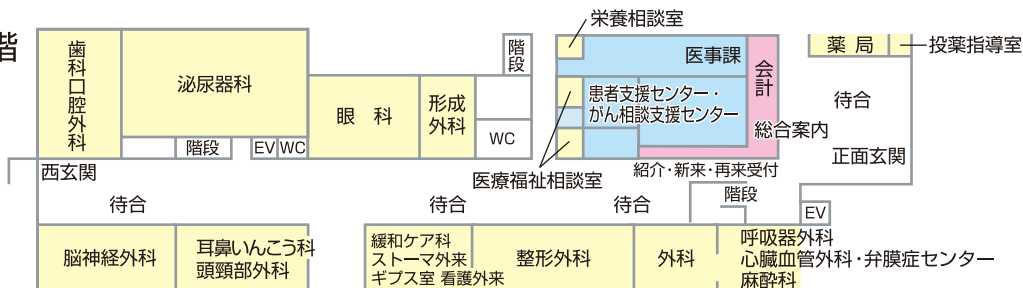 階
歯科口腔外科
泌尿器科
階段
EV
WC
眼科
形成
外科
階段
WC
栄養相談室
医事課
会計
患者支援センター・
がん相談支援センター
総合案内
医療福祉相談室
紹介・新来・再来受付
薬局
投薬指導室
待合
正面玄関
西玄関
待合
待合
待合
階段
EV
脳神経外科
耳鼻いんこう科
頭頸部外科
緩和ケア科
ストーマ外来
ギプス室 看護外来
整形外科
外科
呼吸器外科
心臓血管外科・弁膜症センター
麻酔科